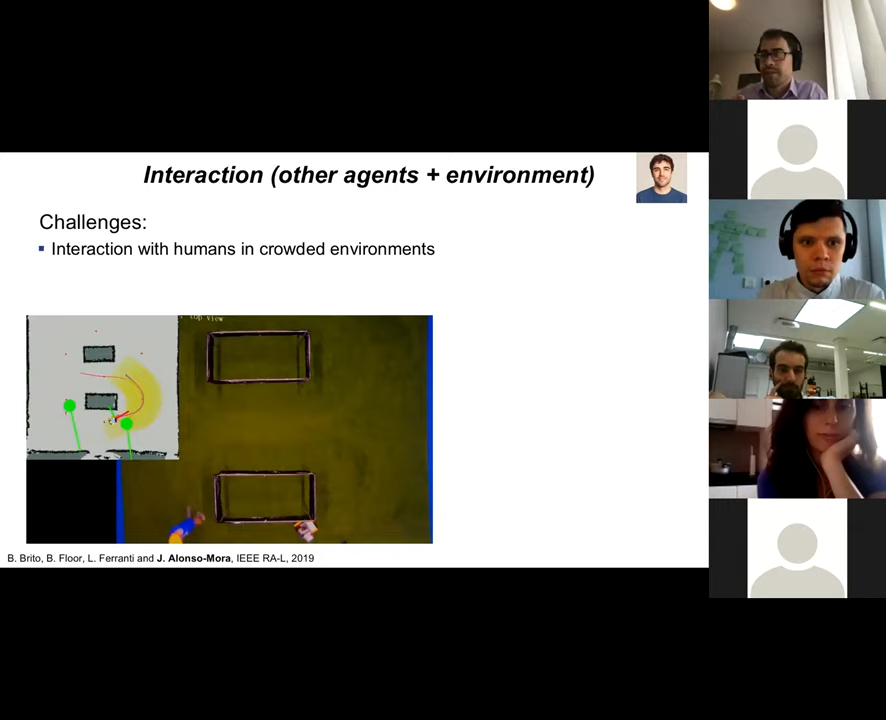 Interaction (other agents + environment)
Challenges:
Interaction with humans in crowded environments
top view
B. Brito, B. Floor, L. Ferranti and J. Alonso-Mora, IEEE RA-L, 2019